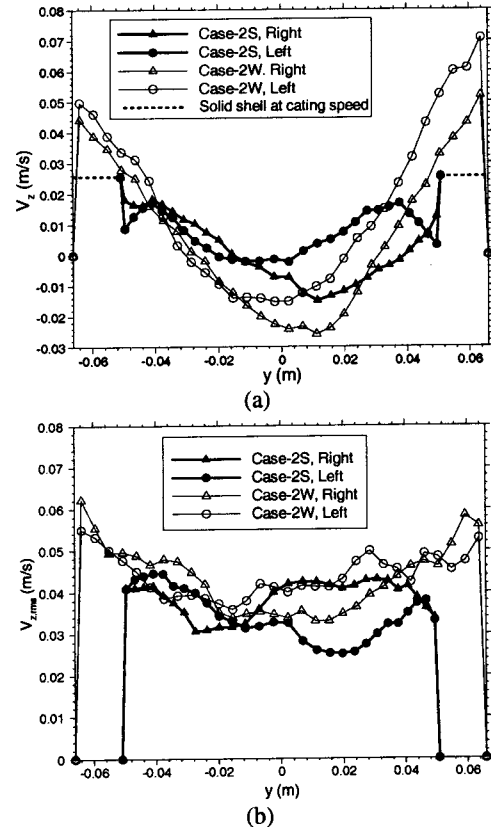 0.08
0.07
0.06
0.05
0.04
0.03
0.02
0.01
0
-0.01
-0.02
-0.03
Vz (m/s)
Case-2S, Right
Case-2S, Left
Case-2W. Right
Case-2W, Left
Solid shell at cating speed
-0.06 -0.04 -0.02 0 0.02 0.04 0.06
y (m)
(a)
0.08
0.07
0.06
0.05
0.04
0.03
0.02
0.01
0
Vz,rms (m/s)
Case-2S, Right
Case-2S, Left
Case-2W, Right
Case-2W, Left
-0.06 -0.04 -0.02 0 0.02 0.04 0.06
y (m)
(b)